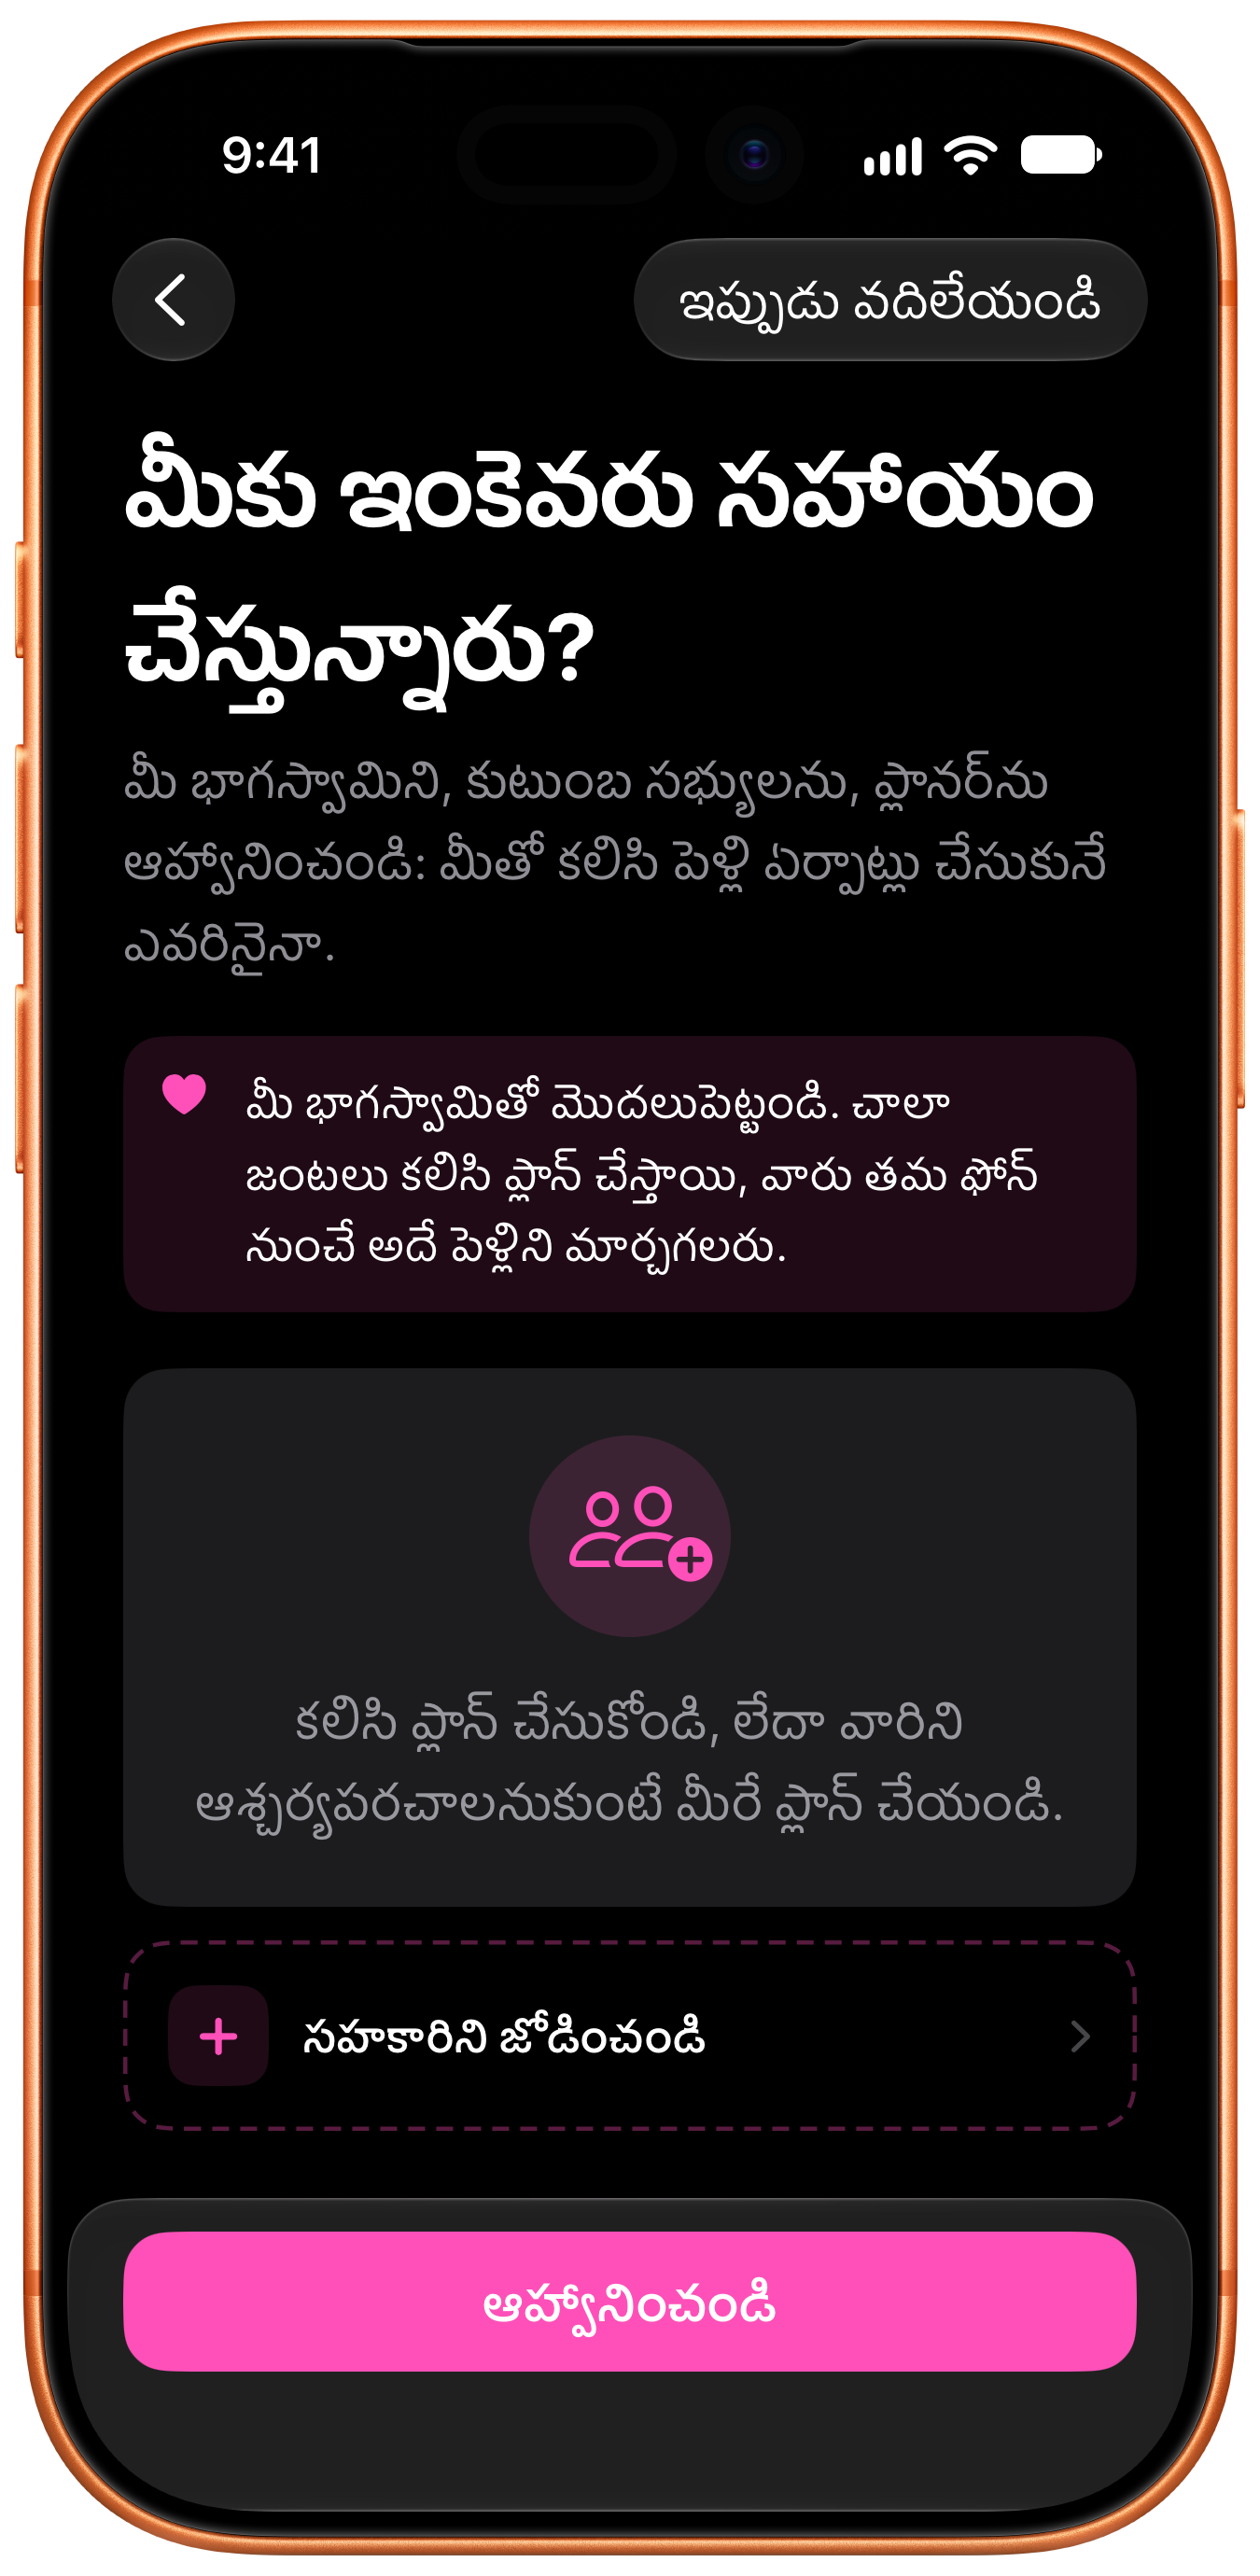 9:41
ఇప్పుడు వదిలేయండి
మీకు ఇంకెవరు సహాయం
చేస్తున్నారు?
మీ భాగస్వామిని, కుటుంబ సభ్యులను, ప్లానర్‌ను
ఆహ్వానించండి: మీతో కలిసి పెళ్లి ఏర్పాట్లు చేసుకునే
ఎవరినైనా.
మీ భాగస్వామితో మొదలుపెట్టండి. చాలా
జంటలు కలిసి ప్లాన్ చేస్తాయి, వారు తమ ఫోన్
నుంచే అదే పెళ్లిని మార్చగలరు.
కలిసి ప్లాన్ చేసుకోండి, లేదా వారిని
ఆశ్చర్యపరచాలనుకుంటే మీరే ప్లాన్ చేయండి.
సహకారిని జోడించండి
ఆహ్వానించండి